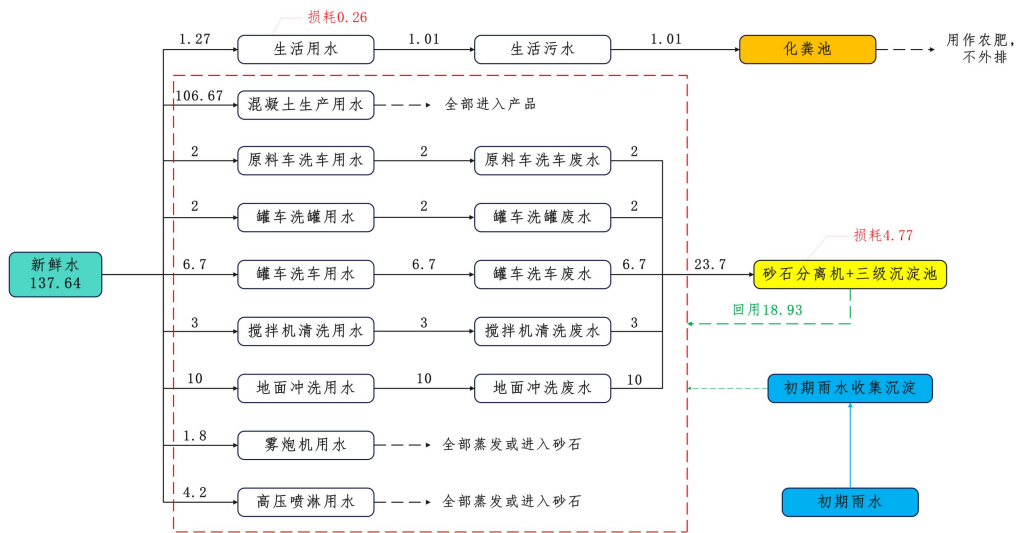 损耗0.26
1.27
生活用水
1.01
生活污水
1.01
化粪池
用作农肥，
不外排
106.67
混凝土生产用水
全部进入产品
2
原料车洗车用水
2
原料车洗车废水
2
2
罐车洗罐用水
2
罐车洗罐废水
2
损耗4.77
新鲜水
137.64
6.7
罐车洗车用水
6.7
罐车洗车废水
6.7
23.7
砂石分离机+三级沉淀池
回用18.93
3
搅拌机清洗用水
3
搅拌机清洗废水
3
10
地面冲洗用水
10
地面冲洗废水
10
初期雨水收集沉淀
1.8
雾炮机用水
全部蒸发或进入砂石
4.2
高压喷淋用水
全部蒸发或进入砂石
初期雨水